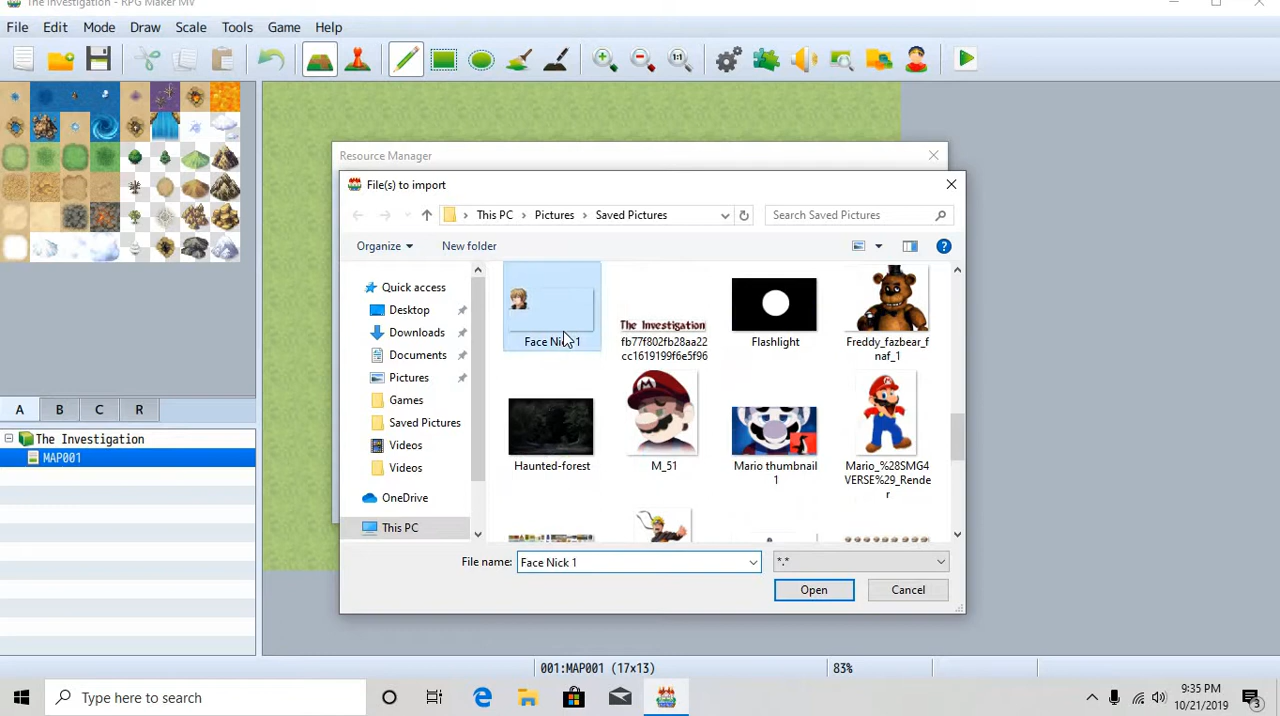 The Investigation - RPG Maker MV
File Edit Mode Draw Scale Tools Game Help
1:1
Resource Manager
File(s) to import
This PC > Pictures > Saved Pictures
Search Saved Pictures
Organize
New folder
Quick access
Desktop
Downloads
Documents
Pictures
Games
Saved Pictures
Videos
Videos
OneDrive
This PC
Face Nick 1
The Investigation
fb77f802fb28aa22
cc1619199f6e5f96
Flashlight
Freddy_fazbear_f
naf_1
Haunted-forest
M_51
Mario thumbnail
1
Mario_%28SMG4
VERSE%29_Rende
r
File name: Face Nick 1
*.*
Open
Cancel
A B C R
The Investigation
MAP001
001:MAP001 (17x13)
83%
Type here to search
9:35 PM
10/21/2019
3